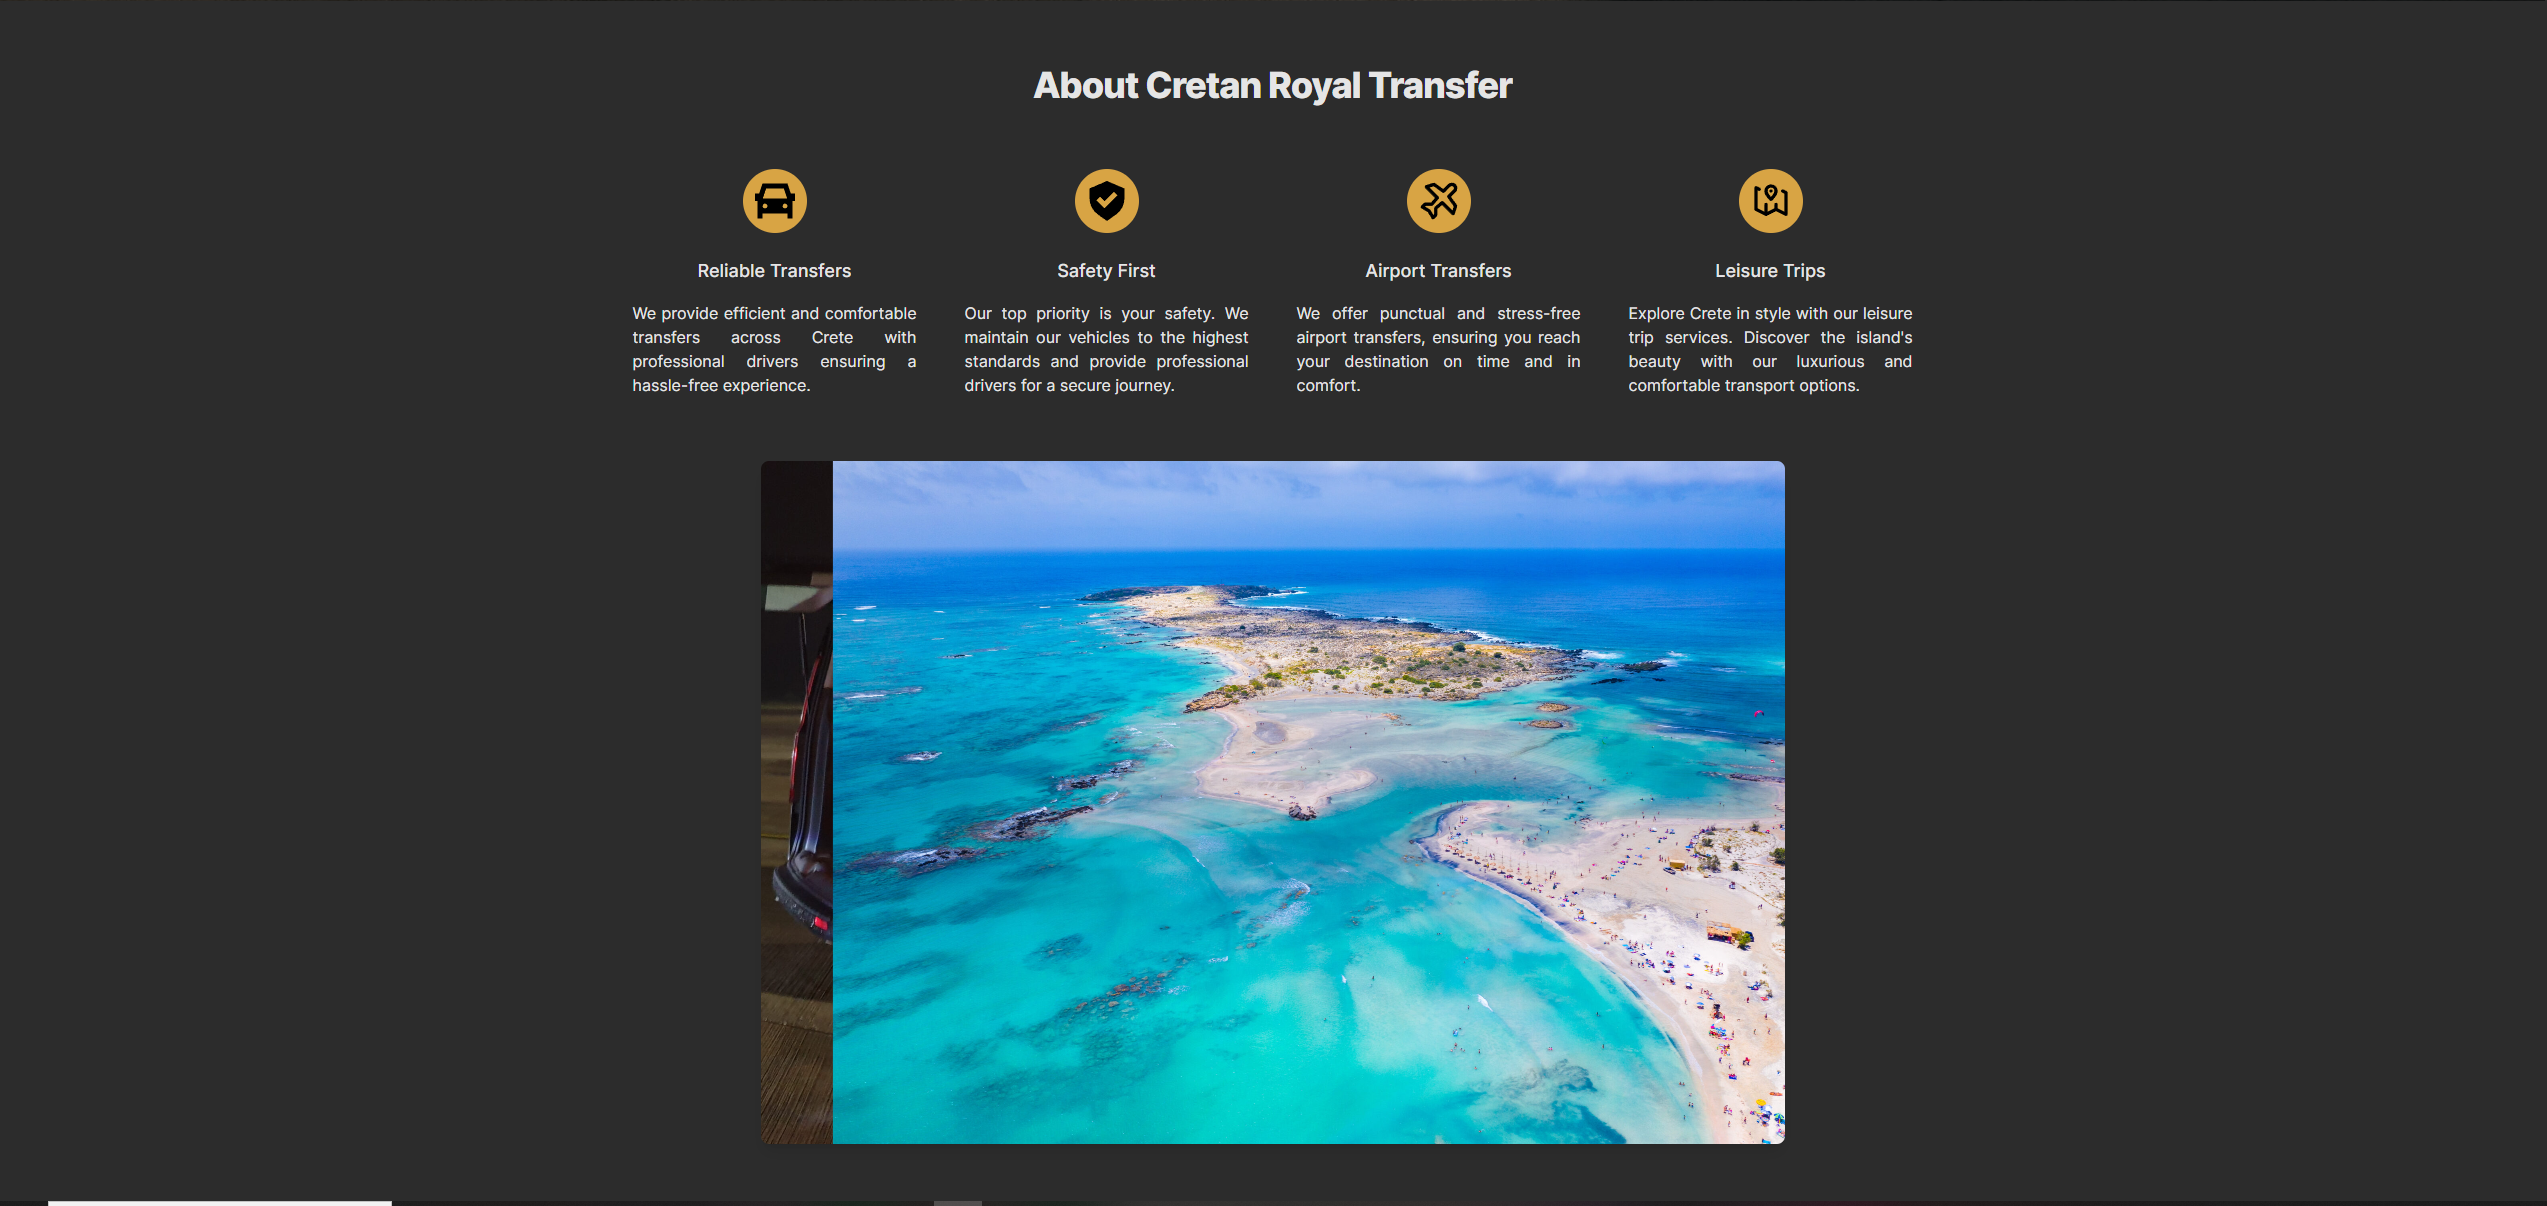 About Cretan Royal Transfer
Reliable Transfers
We provide efficient and comfortable
transfers across Crete with
professional drivers ensuring a
hassle-free experience.
Safety First
Our top priority is your safety. We
maintain our vehicles to the highest
standards and provide professional
drivers for a secure journey.
Airport Transfers
We offer punctual and stress-free
airport transfers, ensuring you reach
your destination on time and in
comfort.
Leisure Trips
Explore Crete in style with our leisure
trip services. Discover the island's
beauty with our luxurious and
comfortable transport options.